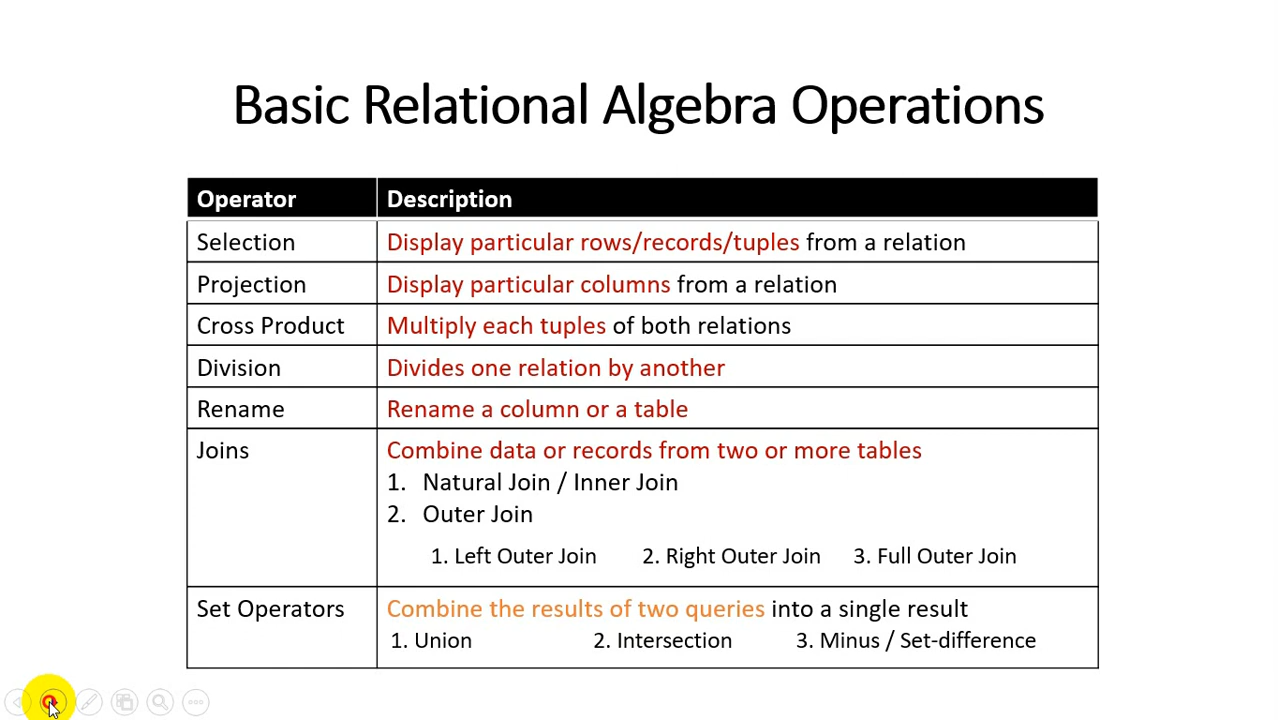 Basic Relational Algebra Operations
Operator Description
Selection Display particular rows/records/tuples from a relation
Projection Display particular columns from a relation
Cross Product Multiply each tuples of both relations
Division Divides one relation by another
Rename Rename a column or a table
Joins Combine data or records from two or more tables
1. Natural Join / Inner Join
2. Outer Join
1. Left Outer Join 2. Right Outer Join 3. Full Outer Join
Set Operators Combine the results of two queries into a single result
1. Union 2. Intersection 3. Minus / Set-difference